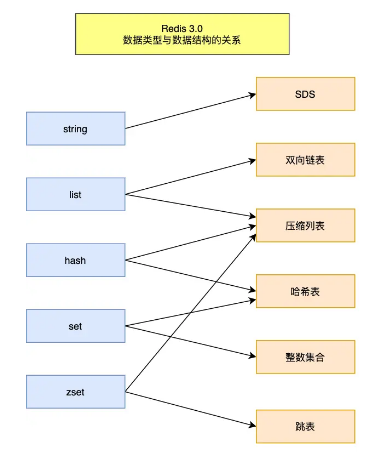 Redis 3.0
数据类型与数据结构的关系
SDS
string
双向链表
list
压缩列表
hash
哈希表
set
整数集合
zset
跳表